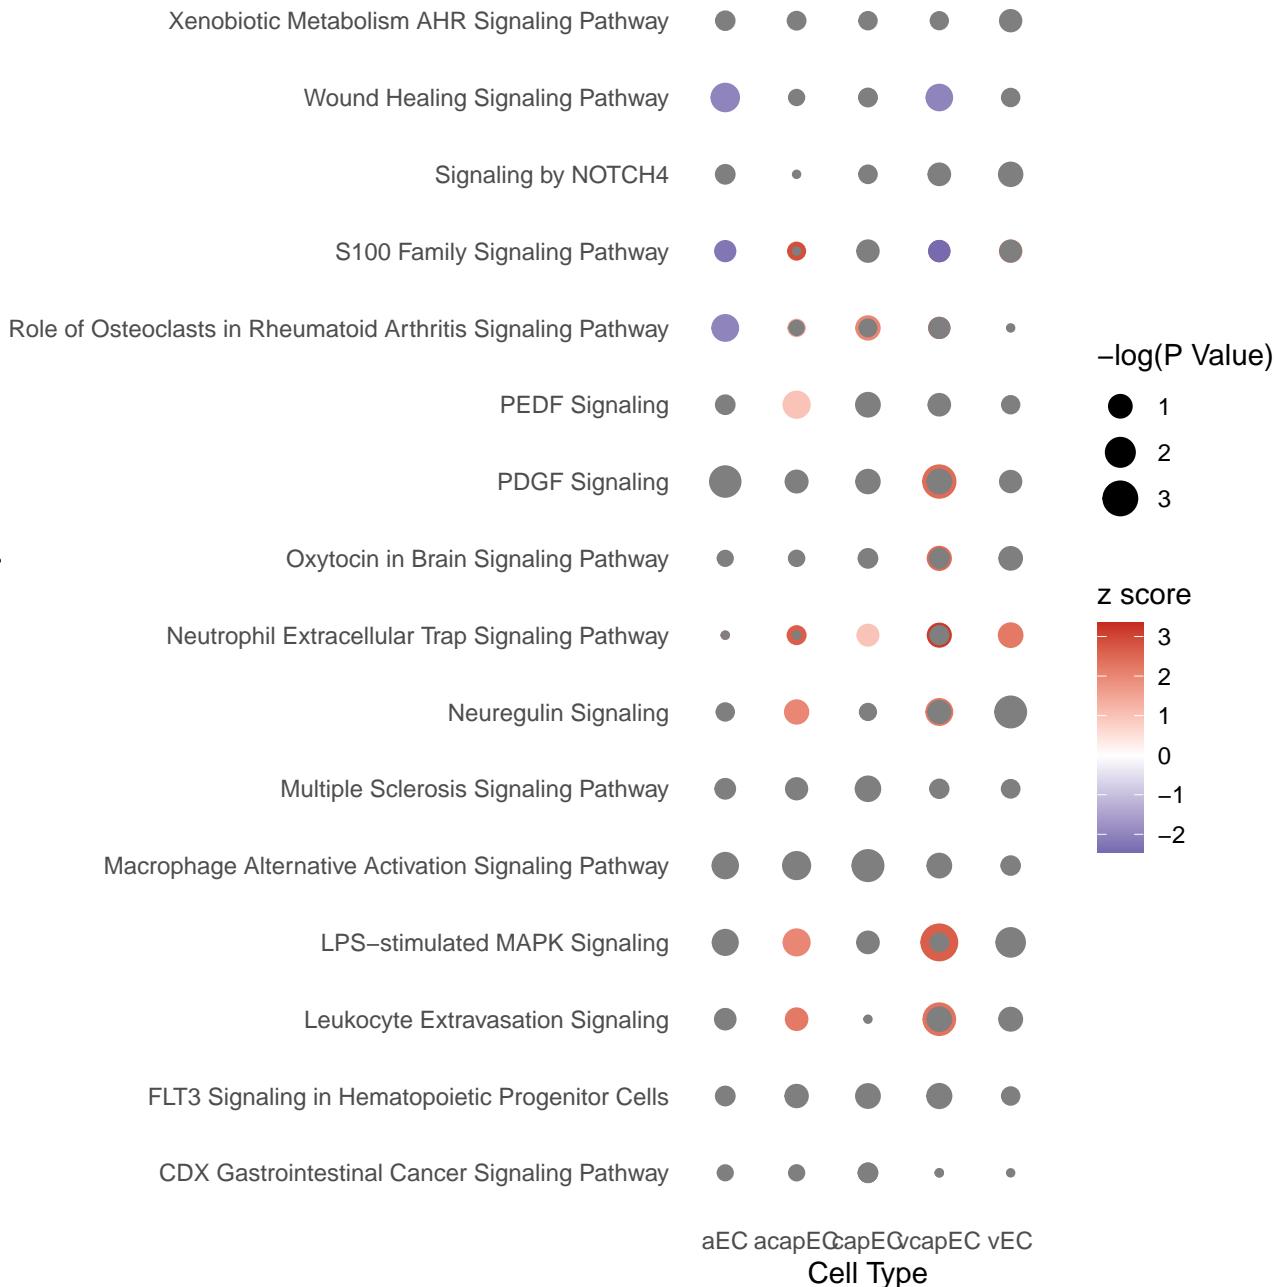 Xenobiotic Metabolism AHR Signaling Pathway
Wound Healing Signaling Pathway
Signaling by NOTCH4
S100 Family Signaling Pathway
Role of Osteoclasts in Rheumatoid Arthritis Signaling Pathway
PEDF Signaling
PDGF Signaling
Oxytocin in Brain Signaling Pathway
Neutrophil Extracellular Trap Signaling Pathway
Neuregulin Signaling
Multiple Sclerosis Signaling Pathway
Macrophage Alternative Activation Signaling Pathway
LPS−stimulated MAPK Signaling
Leukocyte Extravasation Signaling
FLT3 Signaling in Hematopoietic Progenitor Cells
CDX Gastrointestinal Cancer Signaling Pathway
aEC acapEC capEC vcapEC vEC
Cell Type
−log(P Value)
1
2
3
z score
3
2
1
0
−1
−2